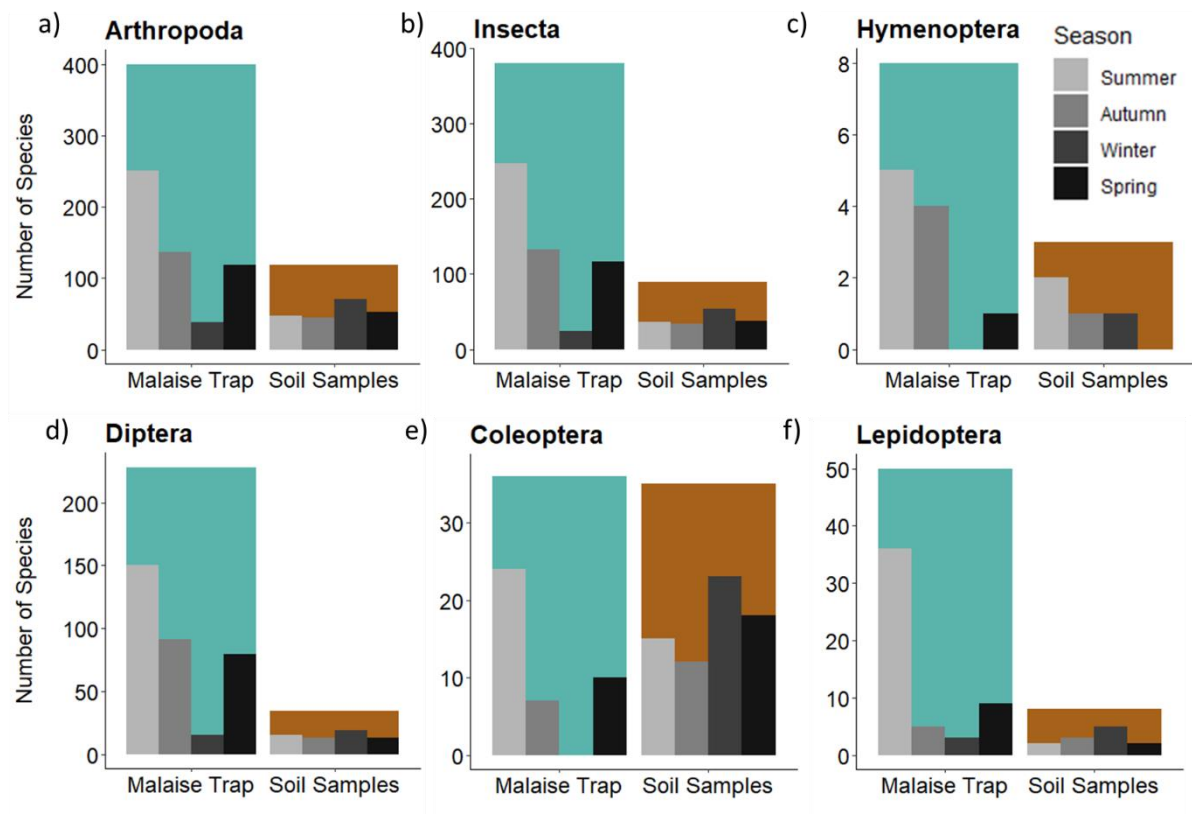 a) Arthropoda
Number of Species
400
300
200
100
0
Malaise Trap Soil Samples
b) Insecta
400
300
200
100
0
Malaise Trap Soil Samples
c) Hymenoptera
8
6
4
2
0
Malaise Trap Soil Samples
Season
Summer
Autumn
Winter
Spring
d) Diptera
Number of Species
200
150
100
50
0
Malaise Trap Soil Samples
e) Coleoptera
30
20
10
0
Malaise Trap Soil Samples
f) Lepidoptera
50
40
30
20
10
0
Malaise Trap Soil Samples